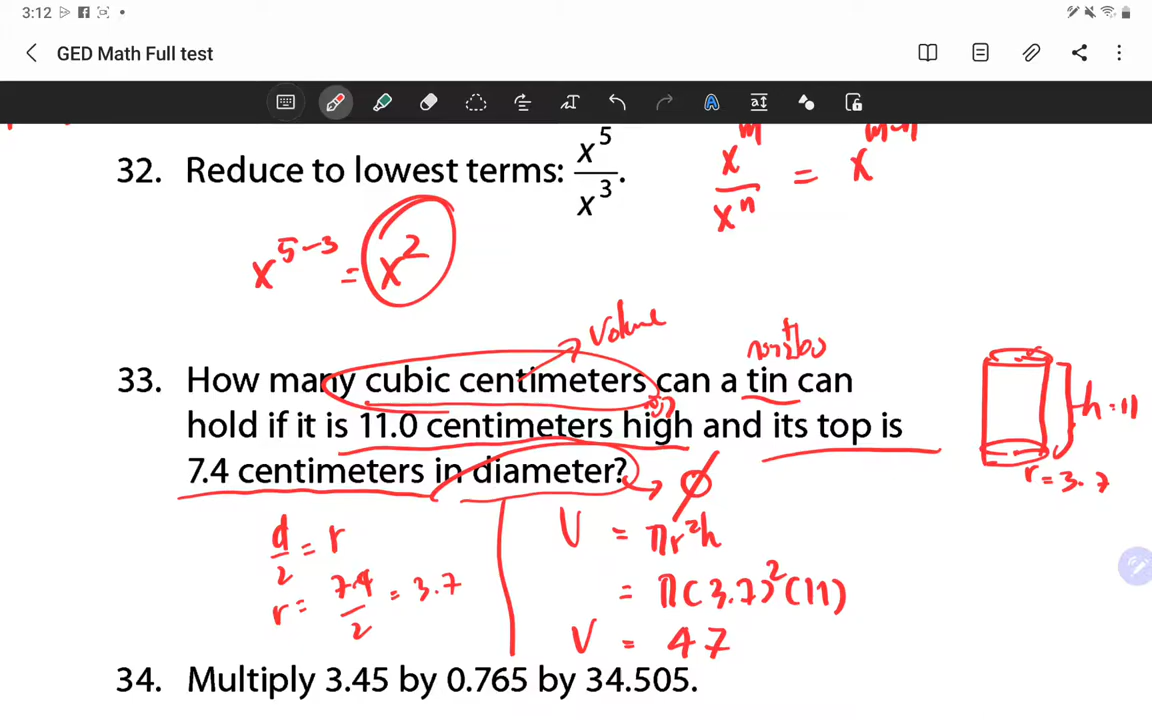 3:12
GED Math Full test
32. Reduce to lowest terms: x^5/x^3.
x^m/x^n = x^m-n
x^5-3 = x^2
Volume
33. How many cubic centimeters can a tin can
hold if it is 11.0 centimeters high and its top is
7.4 centimeters in diameter?
h = 11
r = 3.7
d/2 = r
r = 7.4/2 = 3.7
V = πr²h
= π(3.7)²(11)
V = 47
34. Multiply 3.45 by 0.765 by 34.505.